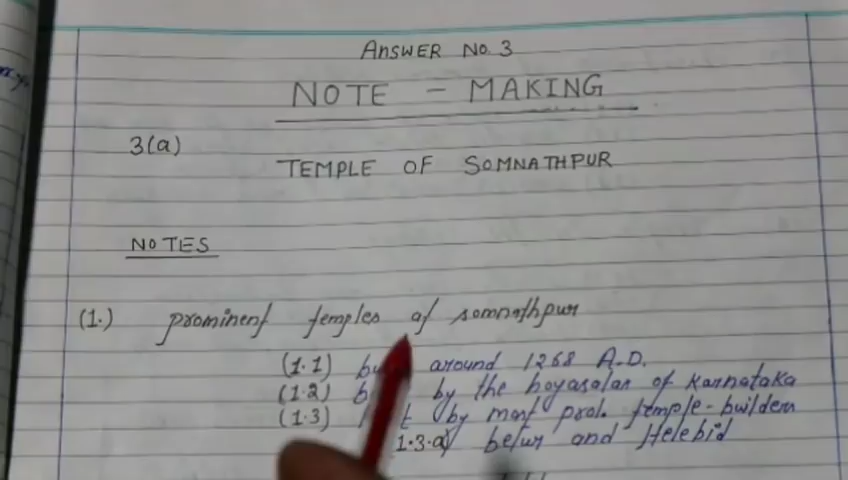 ANSWER NO. 3
NOTE - MAKING
3(a)
TEMPLE OF SOMNATHPUR
NOTES
(1.) prominent temples of somnathpur
(1.1) around 1268 A.D.
(1.2) by the hoyasalas of Karnataka
(1.3) by most prol. temple-builders
1.3.a) belur and Helebid